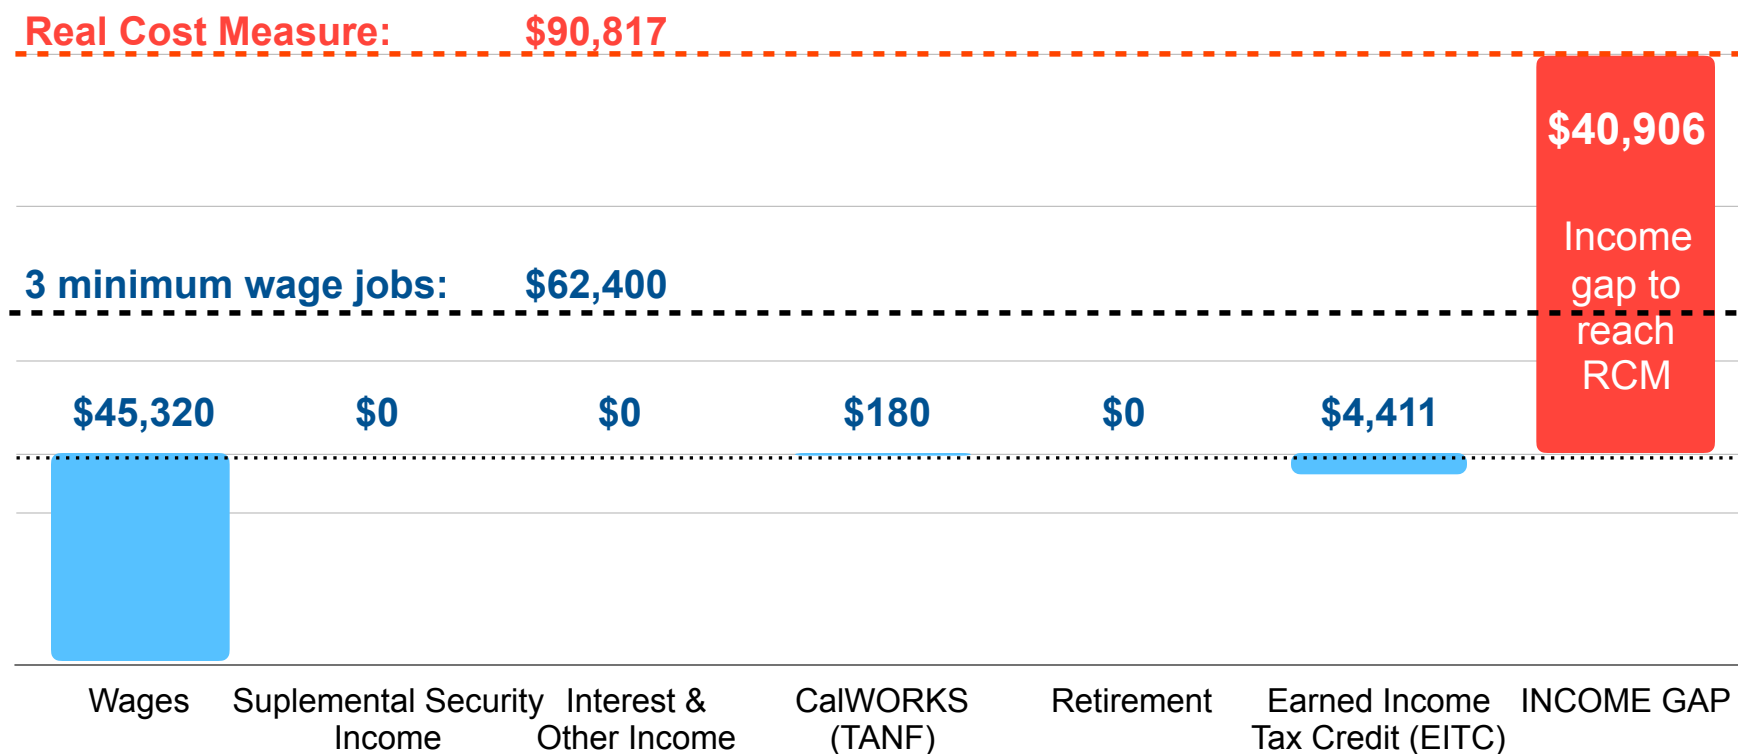 Real Cost Measure: $90,817
$40,906
Income
gap to
reach
RCM
3 minimum wage jobs: $62,400
$45,320 $0 $0 $180 $0 $4,411
Wages
Suplemental Security
Income
Interest &
Other Income
CalWORKS
(TANF)
Retirement
Earned Income
Tax Credit (EITC)
INCOME GAP